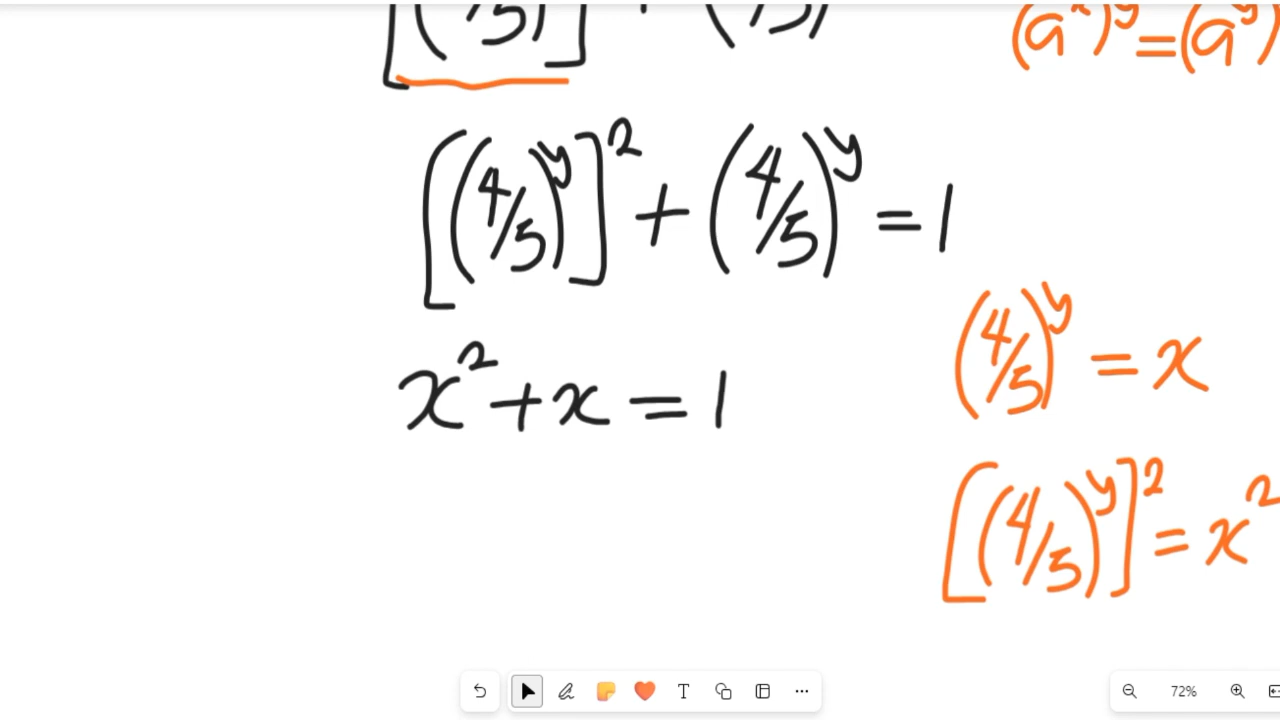 (a^x)^y=(a^y)
[(4/5)^y]^2+(4/5)^y=1
(4/5)^y=x
x^2+x=1
[(4/5)^y]^2=x^2
T
72%